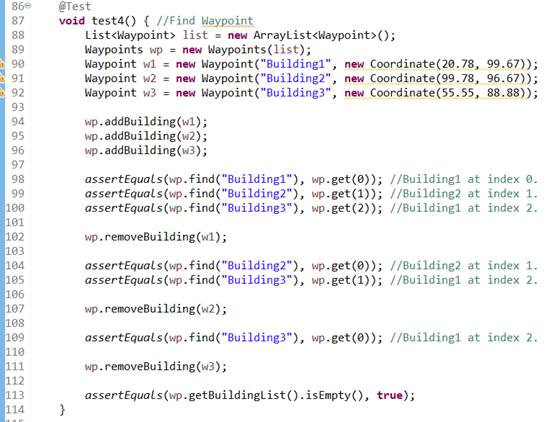 86 @Test
87 void test4() { //Find Waypoint
88 List<Waypoint> list = new ArrayList<Waypoint>();
89 Waypoints wp = new Waypoints(list);
90 Waypoint w1 = new Waypoint("Building1", new Coordinate(20.78, 99.67));
91 Waypoint w2 = new Waypoint("Building2", new Coordinate(99.78, 96.67));
92 Waypoint w3 = new Waypoint("Building3", new Coordinate(55.55, 88.88));
93
94 wp.addBuilding(w1);
95 wp.addBuilding(w2);
96 wp.addBuilding(w3);
97
98 assertEquals(wp.find("Building1"), wp.get(0)); //Building1 at index 0.
99 assertEquals(wp.find("Building2"), wp.get(1)); //Building2 at index 1.
100 assertEquals(wp.find("Building3"), wp.get(2)); //Building1 at index 2.
101
102 wp.removeBuilding(w1);
103
104 assertEquals(wp.find("Building2"), wp.get(0)); //Building2 at index 1.
105 assertEquals(wp.find("Building3"), wp.get(1)); //Building1 at index 2.
106
107 wp.removeBuilding(w2);
108
109 assertEquals(wp.find("Building3"), wp.get(0)); //Building1 at index 2.
110
111 wp.removeBuilding(w3);
112
113 assertEquals(wp.getBuildingList().isEmpty(), true);
114 }